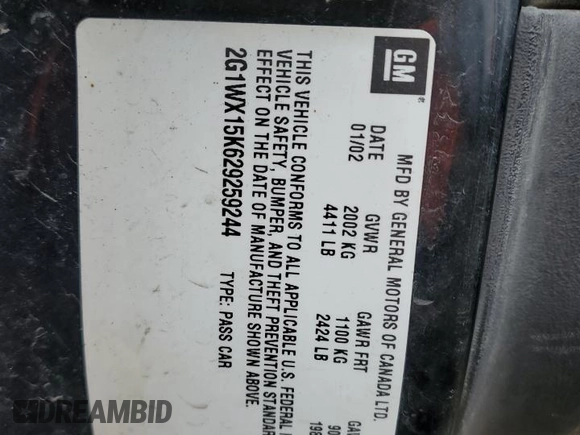 GM
MFD BY GENERAL MOTORS OF CANADA LTD.
DATE GVWR GAWR FRT
01/02 2002 KG 1100 KG
4411 LB 2424 LB
THIS VEHICLE CONFORMS TO ALL APPLICABLE U.S. FEDERAL
VEHICLE SAFETY, BUMPER, AND THEFT PREVENTION STANDAR
EFFECT ON THE DATE OF MANUFACTURE SHOWN ABOVE.
2G1WX15K629259244 TYPE: PASS CAR
DREAMBID